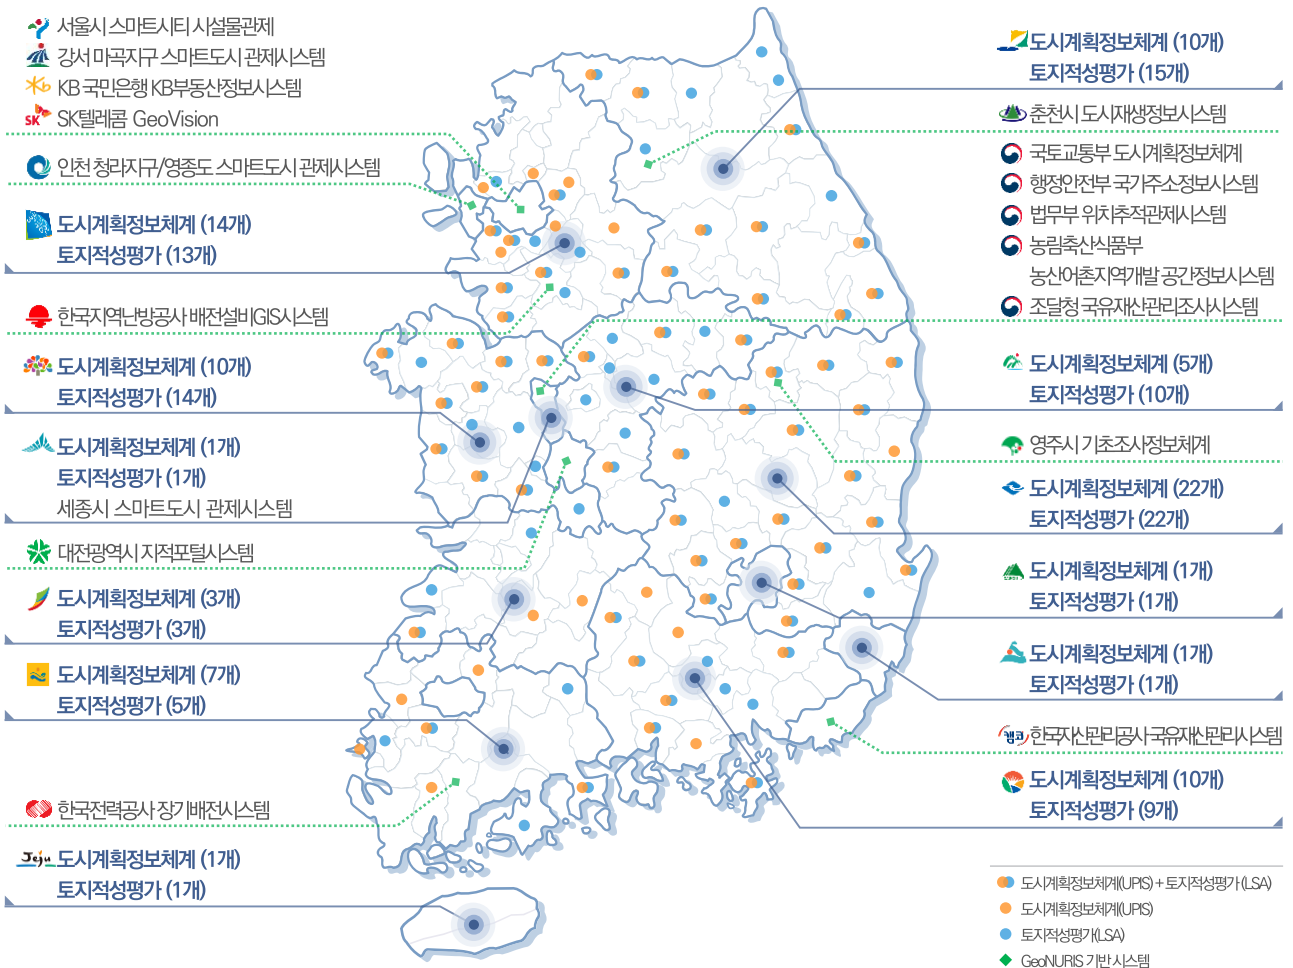 서울시 스마트시티 시설물관제
강서 마곡지구 스마트도시 관제시스템
KB 국민은행 KB부동산정보시스템
SK
SK텔레콤 GeoVision
인천 청라지구/영종도 스마트도시 관제시스템
도시계획정보체계 (14개)
토지적성평가 (13개)
한국지역난방공사 배전설비GIS시스템
도시계획정보체계 (10개)
토지적성평가 (14개)
도시계획정보체계 (1개)
토지적성평가 (1개)
세종시 스마트도시 관제시스템
대전광역시 지적포털시스템
도시계획정보체계 (3개)
토지적성평가 (3개)
도시계획정보체계 (7개)
토지적성평가 (5개)
한국전력공사 장기배전시스템
Jeju
도시계획정보체계 (1개)
토지적성평가 (1개)
도시계획정보체계 (10개)
토지적성평가 (15개)
춘천시 도시재생정보시스템
국토교통부 도시계획정보체계
행정안전부 국가주소정보시스템
법무부 위치추적관제시스템
농림축산식품부
농산어촌지역개발 공간정보시스템
조달청 국유재산관리조사시스템
도시계획정보체계 (5개)
토지적성평가 (10개)
영주시 기초조사정보체계
도시계획정보체계 (22개)
토지적성평가 (22개)
도시계획정보체계 (1개)
토지적성평가 (1개)
도시계획정보체계 (1개)
토지적성평가 (1개)
캠코
한국자산관리공사 국유재산관리시스템
도시계획정보체계 (10개)
토지적성평가 (9개)
도시계획정보체계(UPIS) + 토지적성평가(LSA)
도시계획정보체계(UPIS)
토지적성평가(LSA)
GeoNURIS 기반 시스템